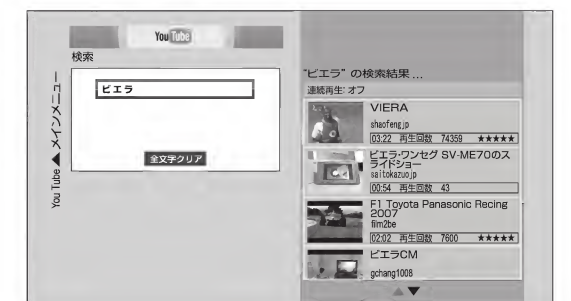 YouTube
検索
YouTube ◀ メインメニュー
ビエラ
全文字クリア
"ビエラ" の検索結果 ...
連続再生: オフ
VIERA
shaofengjp
03:22 再生回数 74359 ★★★★★
ビエラ・ワンセグ SV-ME70のス
ライドショー
saitokazuojp
00:54 再生回数 43
F1 Toyota Panasonic Recing
2007
film2be
02:02 再生回数 7600 ★★★★
ビエラCM
gchang1008